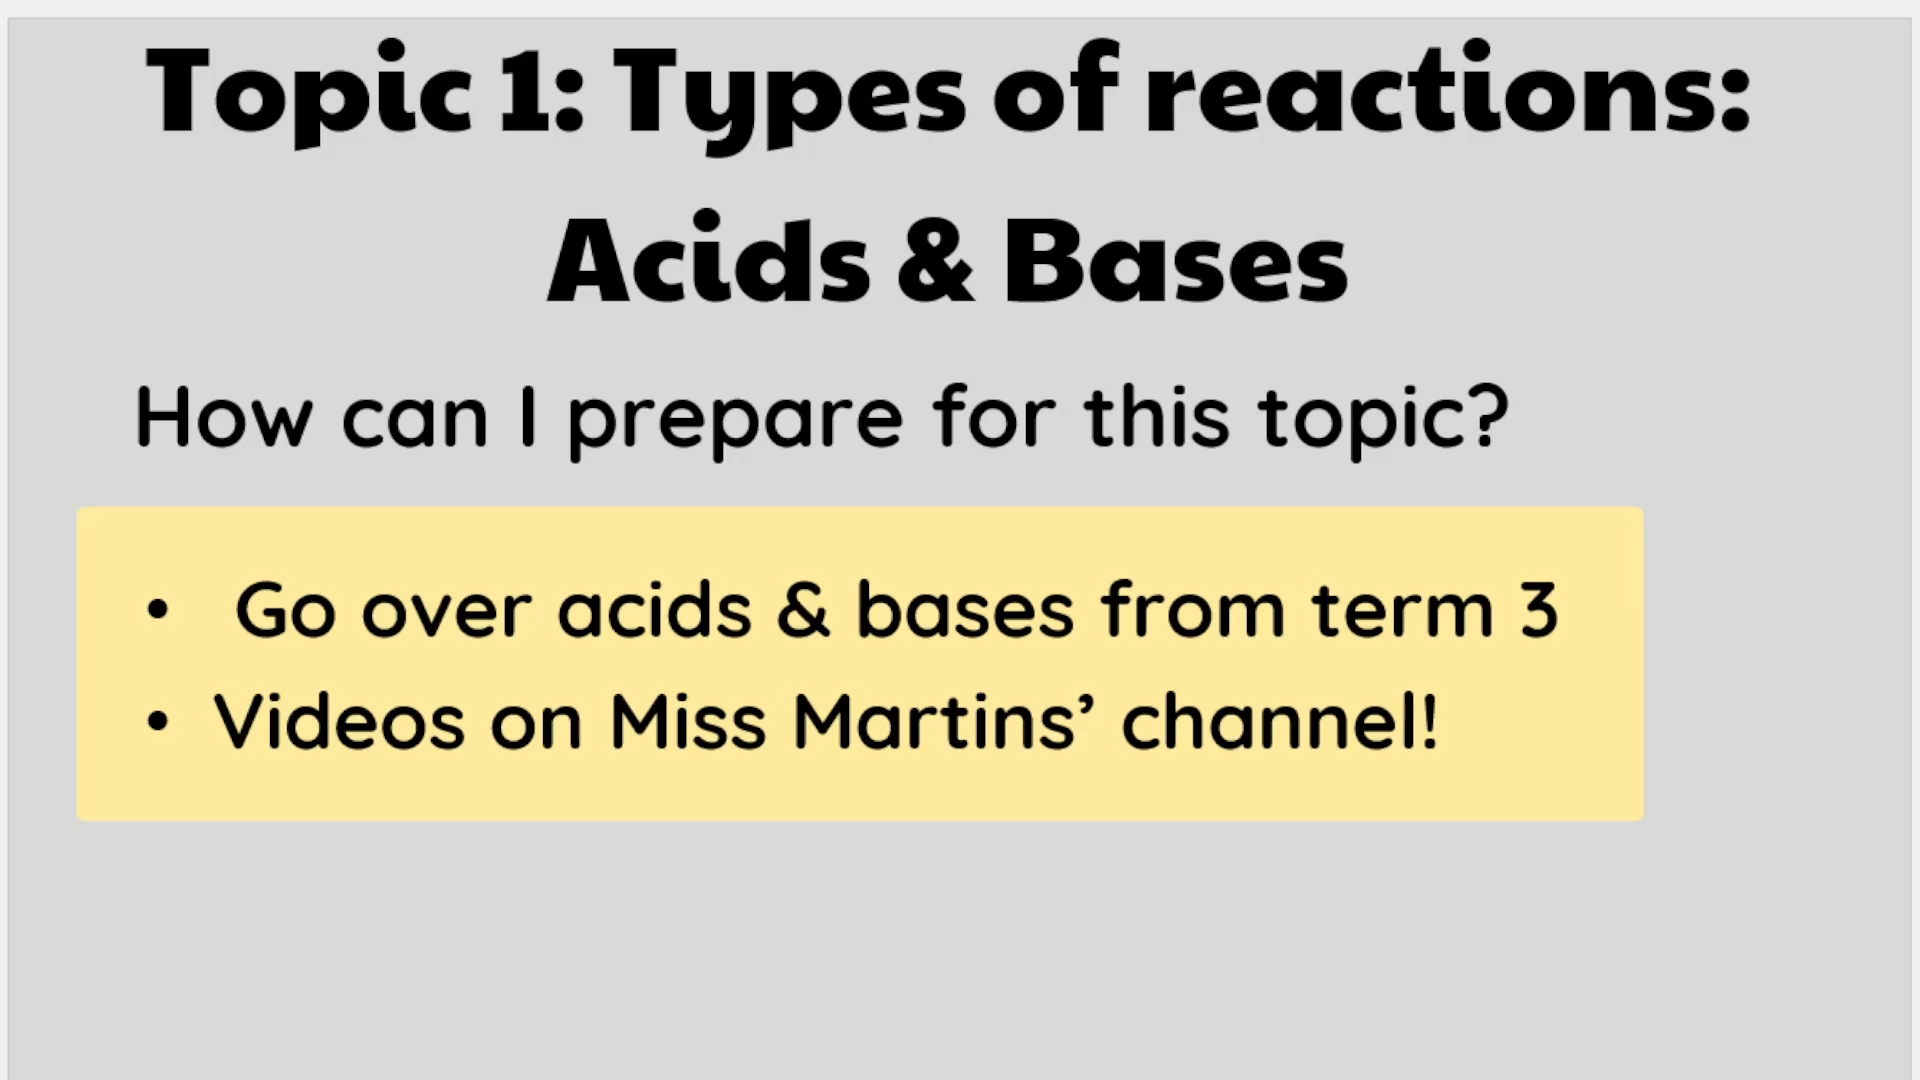 Topic 1: Types of reactions:
Acids & Bases
How can I prepare for this topic?
• Go over acids & bases from term 3
• Videos on Miss Martins’ channel!